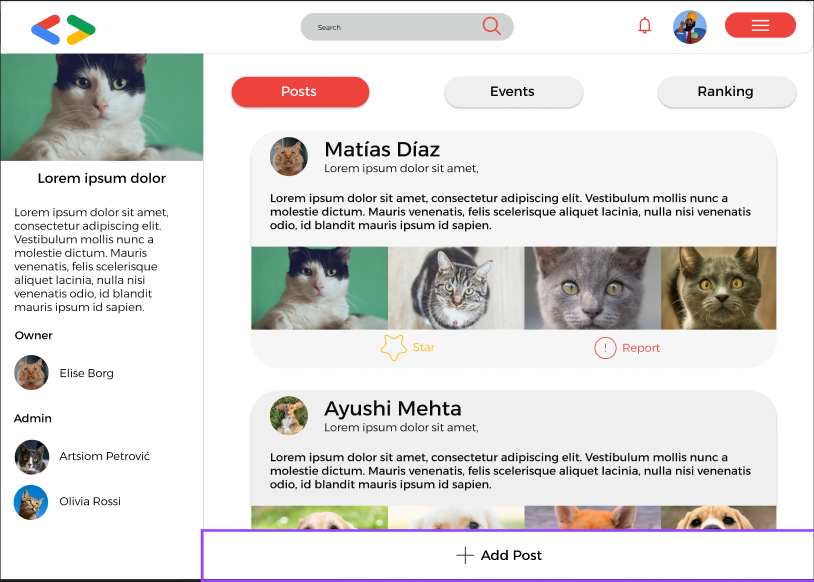 Search
Posts
Events
Ranking
Lorem ipsum dolor
Lorem ipsum dolor sit amet,
consectetur adipiscing elit.
Vestibulum mollis nunc a
molestie dictum. Mauris
venenatis, felis scelerisque
aliquet lacinia, nulla nisi
venenatis odio, id blandit
mauris ipsum id sapien.
Owner
Elise Borg
Admin
Artsiom Petrović
Olivia Rossi
Matías Díaz
Lorem ipsum dolor sit amet,
Lorem ipsum dolor sit amet, consectetur adipiscing elit. Vestibulum mollis nunc a
molestie dictum. Mauris venenatis, felis scelerisque aliquet lacinia, nulla nisi venenatis
odio, id blandit mauris ipsum id sapien.
Star
! Report
Ayushi Mehta
Lorem ipsum dolor sit amet,
Lorem ipsum dolor sit amet, consectetur adipiscing elit. Vestibulum mollis nunc a
molestie dictum. Mauris venenatis, felis scelerisque aliquet lacinia, nulla nisi venenatis
odio, id blandit mauris ipsum id sapien.
Add Post